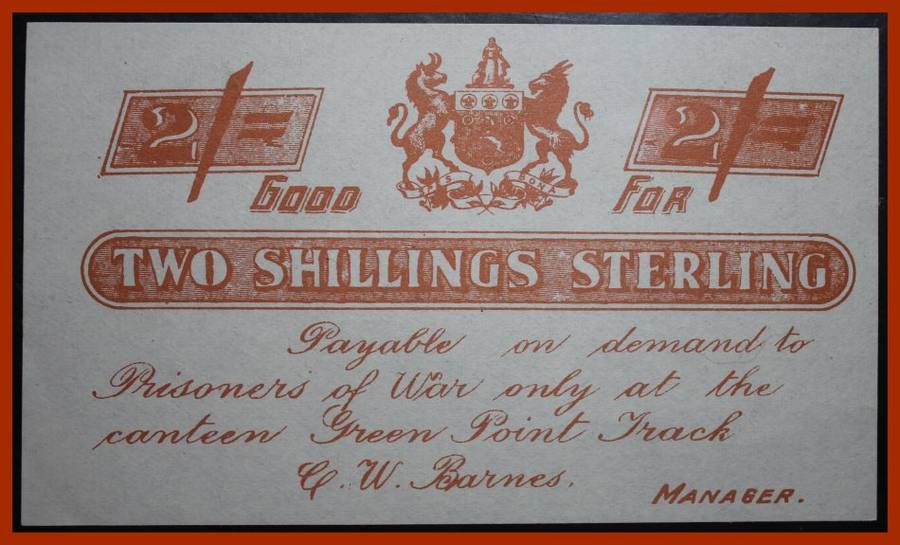 2/= 2/=
GOOD FOR
TWO SHILLINGS STERLING
Payable on demand to
Prisoners of War only at the
canteen Green Point Track
C. W. Barnes.
MANAGER.